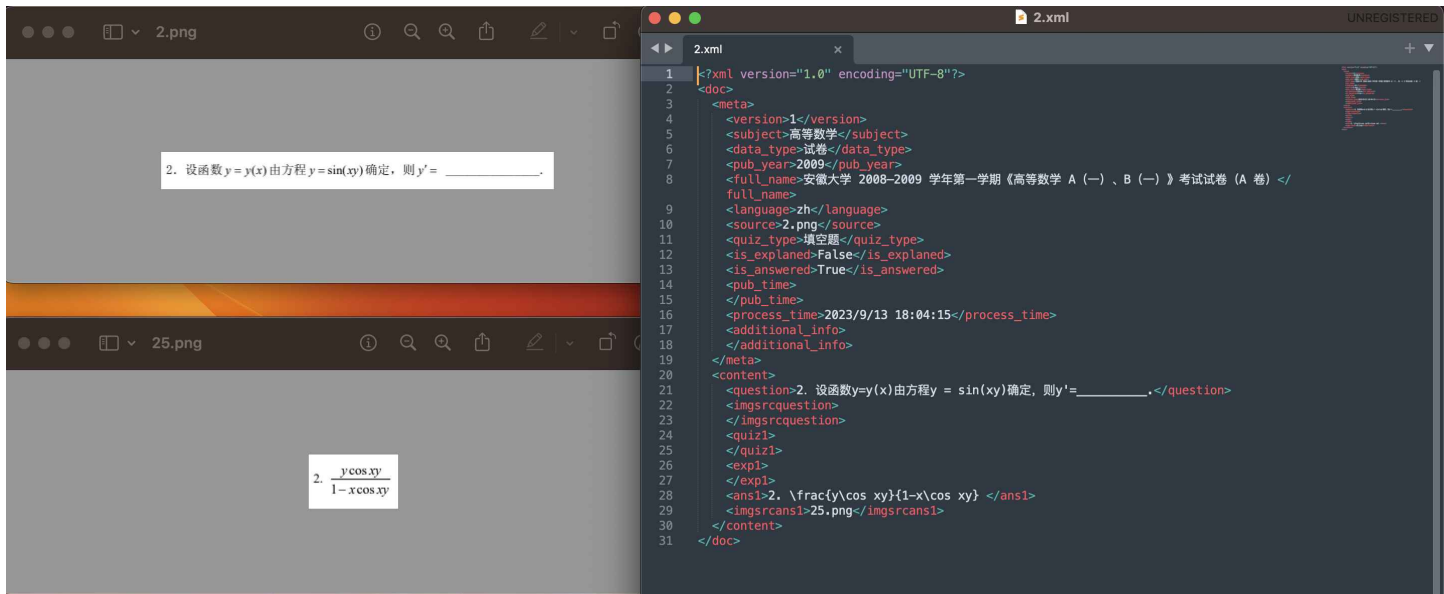 2.png
2. 设函数 y = y(x) 由方程 y = sin(xy) 确定，则 y′ = ______________.
25.png
2. \frac{y cos xy}{1 − x cos xy}
2.xml
UNREGISTERED
2.xml
1 <?xml version="1.0" encoding="UTF-8"?>
2 <doc>
3 <meta>
4 <version>1</version>
5 <subject>高等数学</subject>
6 <data_type>试卷</data_type>
7 <pub_year>2009</pub_year>
8 <full_name>安徽大学 2008—2009 学年第一学期《高等数学 A（一）、B（一）》考试试卷（A 卷）</
full_name>
9 <language>zh</language>
10 <source>2.png</source>
11 <quiz_type>填空题</quiz_type>
12 <is_explaned>False</is_explaned>
13 <is_answered>True</is_answered>
14 <pub_time>
15 </pub_time>
16 <process_time>2023/9/13 18:04:15</process_time>
17 <additional_info>
18 </additional_info>
19 </meta>
20 <content>
21 <question>2. 设函数y=y(x)由方程y = sin(xy)确定, 则y'=__________.</question>
22 <imgsrcquestion>
23 </imgsrcquestion>
24 <quiz1>
25 </quiz1>
26 <exp1>
27 </exp1>
28 <ans1>2. \frac{y\cos xy}{1-x\cos xy} </ans1>
29 <imgsrcans1>25.png</imgsrcans1>
30 </content>
31 </doc>